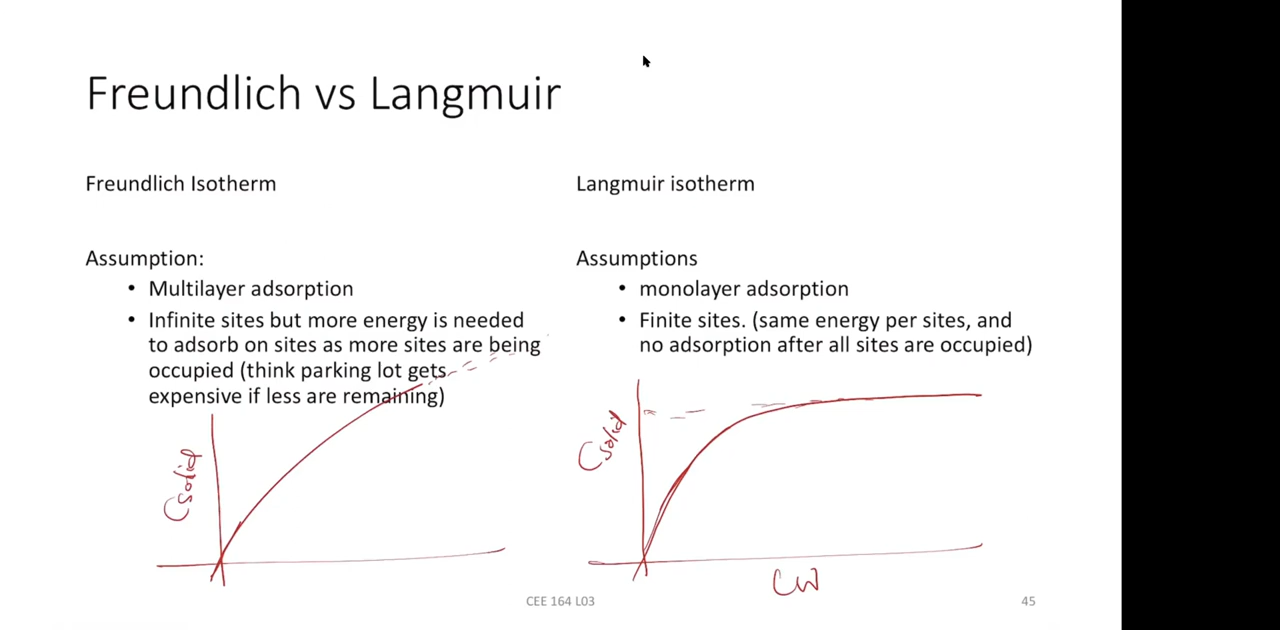 Freundlich vs Langmuir
Freundlich Isotherm
Assumption:
• Multilayer adsorption
• Infinite sites but more energy is needed
to adsorb on sites as more sites are being
occupied (think parking lot gets
expensive if less are remaining)
Csolid
Langmuir isotherm
Assumptions
• monolayer adsorption
• Finite sites. (same energy per sites, and
no adsorption after all sites are occupied)
Csolid
CW
CEE 164 L03
45